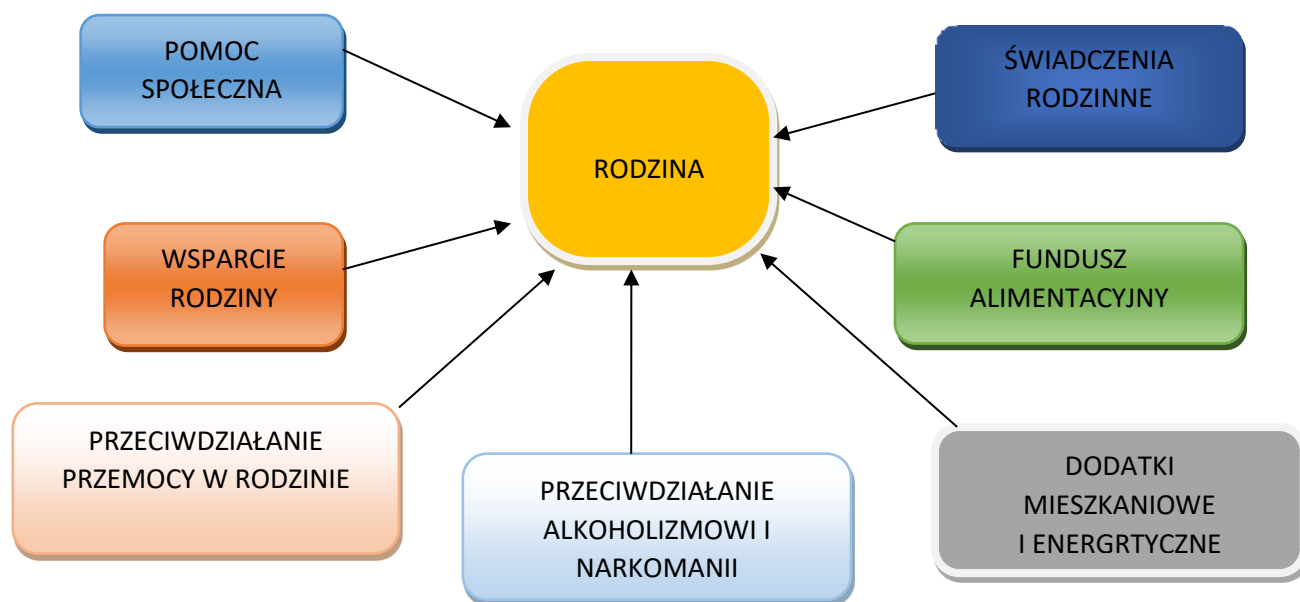 POMOC
SPOŁECZNA
ŚWIADCZENIA
RODZINNE
RODZINA
WSPARCIE
RODZINY
FUNDUSZ
ALIMENTACYJNY
PRZECIWDZIAŁANIE
PRZEMOCY W RODZINIE
PRZECIWDZIAŁANIE
ALKOHOLIZMOWI I
NARKOMANII
DODATKI
MIESZKANIOWE
I ENERGRTYCZNE